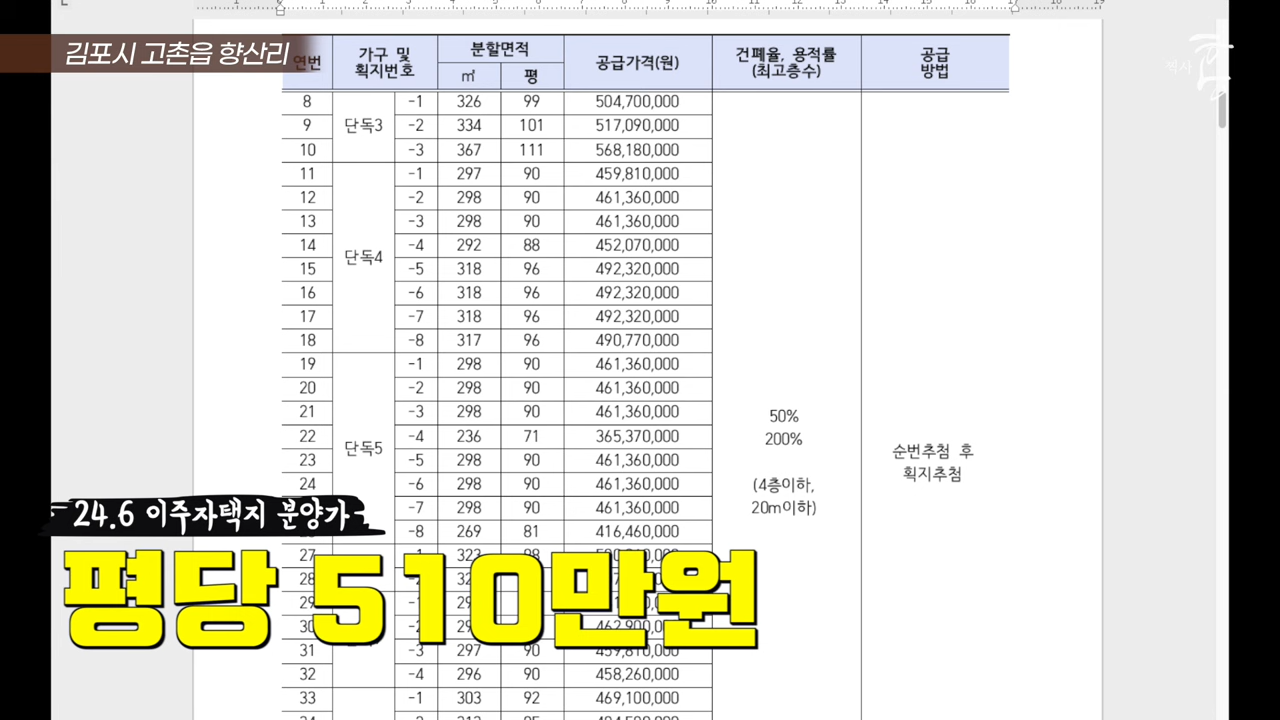 김포시 고촌읍 향산리
연번 가구 및 획지번호 분할면적 공급가격(원) 건폐율, 용적률 (최고층수) 공급 방법
㎡ 평
8 단독3 -1 326 99 504,700,000
9 -2 334 101 517,090,000
10 -3 367 111 568,180,000
11 단독4 -1 297 90 459,810,000
12 -2 298 90 461,360,000
13 -3 298 90 461,360,000
14 -4 292 88 452,070,000
15 -5 318 96 492,320,000
16 -6 318 96 492,320,000
17 -7 318 96 492,320,000
18 -8 317 96 490,770,000
19 단독5 -1 298 90 461,360,000
20 -2 298 90 461,360,000
21 -3 298 90 461,360,000
22 -4 236 71 365,370,000
23 -5 298 90 461,360,000
24 -6 298 90 461,360,000
-7 298 90 461,360,000
-8 269 81 416,460,000
27 323 98
28
29
30 462,900,000
31 -3 297 90 459,810,000
32 -4 296 90 458,260,000
33 -1 303 92 469,100,000
50%
200%
(4층이하,
20m이하)
순번추첨 후
획지추첨
24.6 이주자택지 분양가
평당 510만원